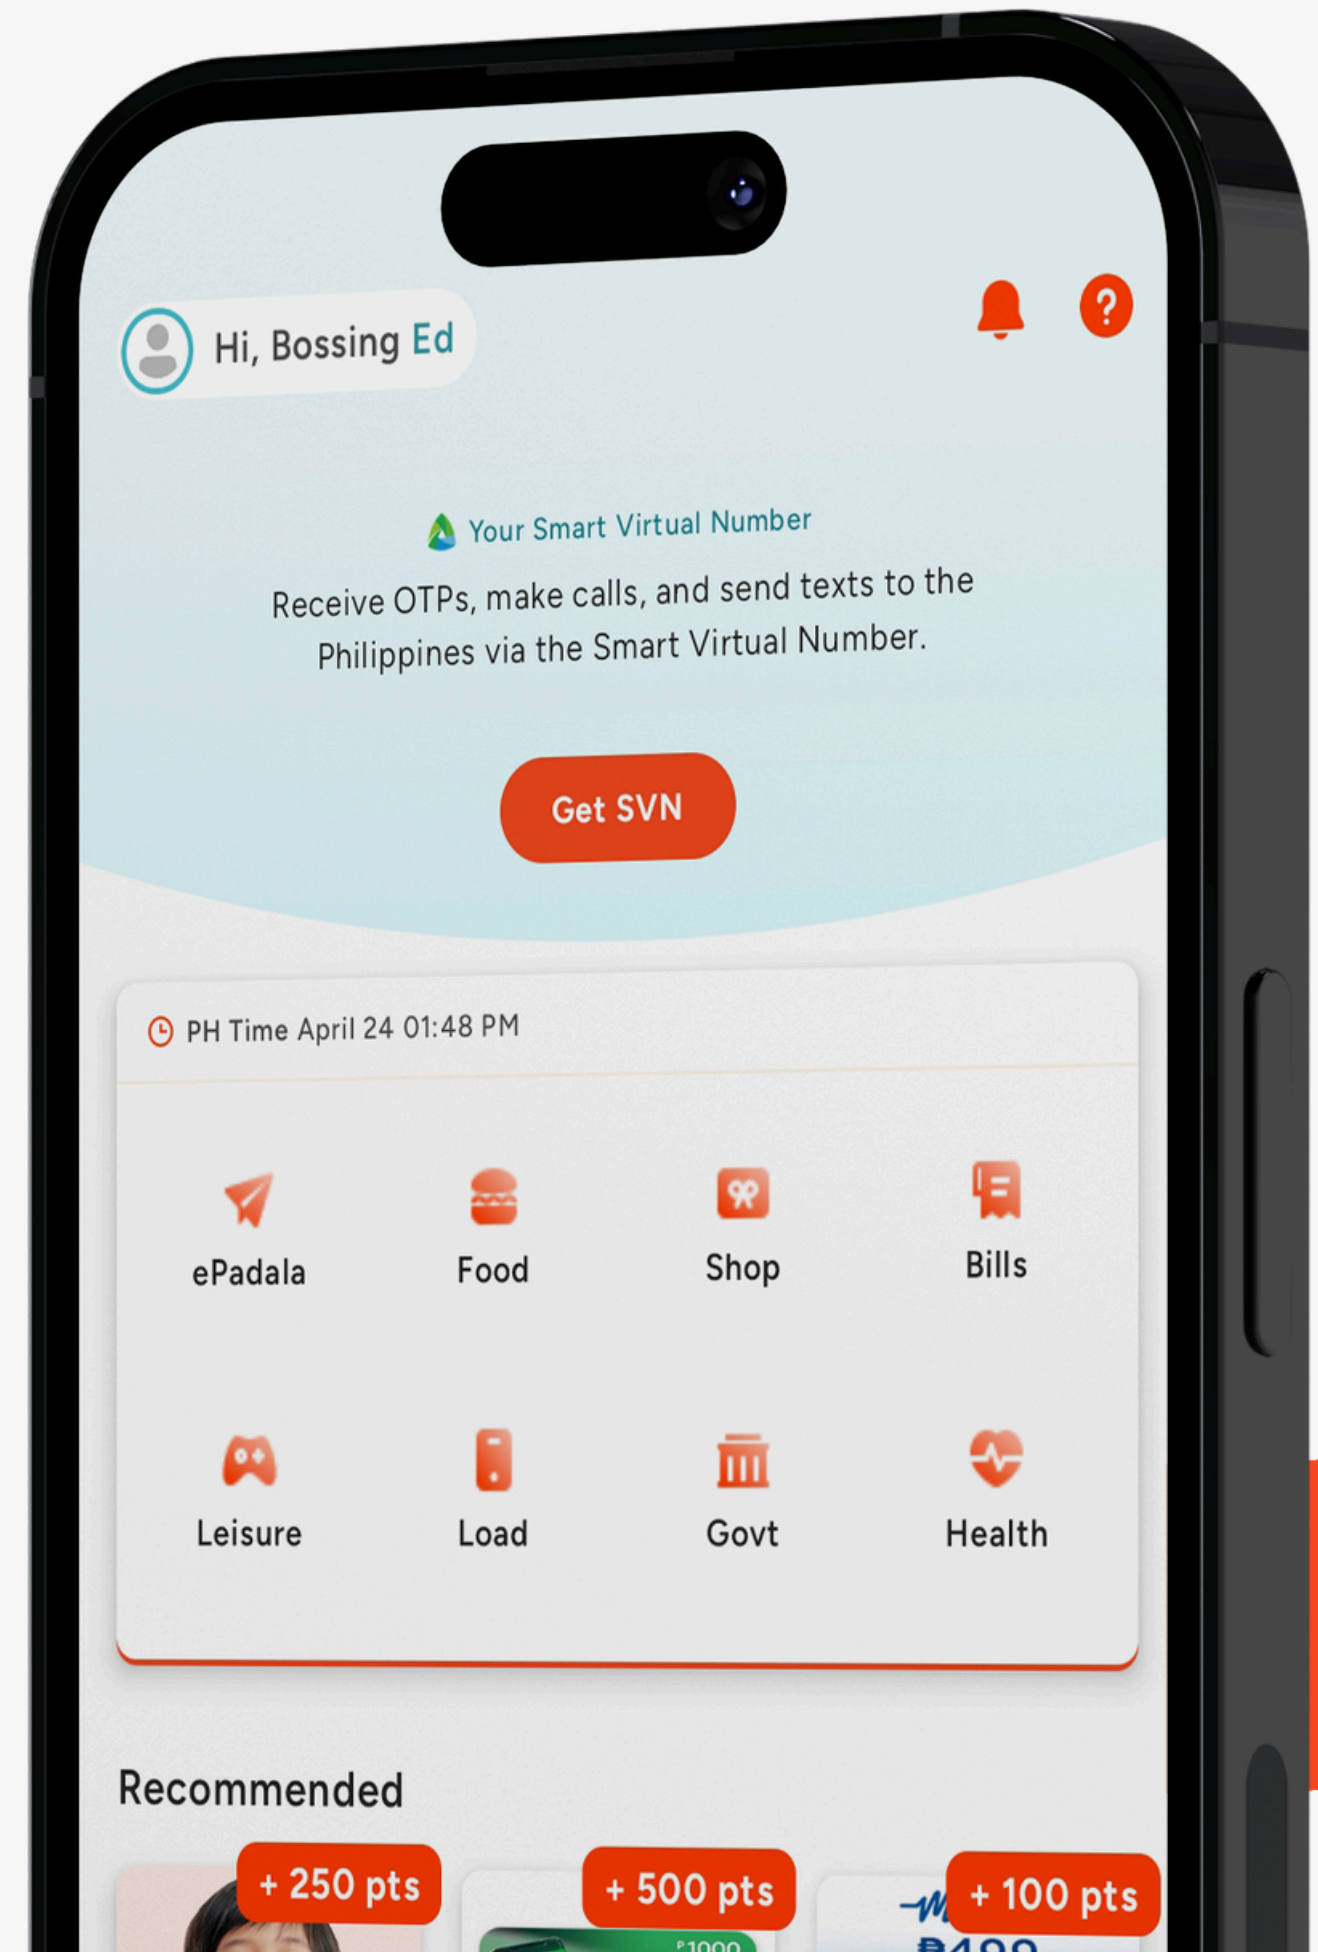 Hi, Bossing Ed
Your Smart Virtual Number
Receive OTPs, make calls, and send texts to the
Philippines via the Smart Virtual Number.
Get SVN
PH Time April 24 01:48 PM
ePadala
Food
Shop
Bills
Leisure
Load
Govt
Health
Recommended
+ 250 pts
+ 500 pts
+ 100 pts
₱1000
₱499